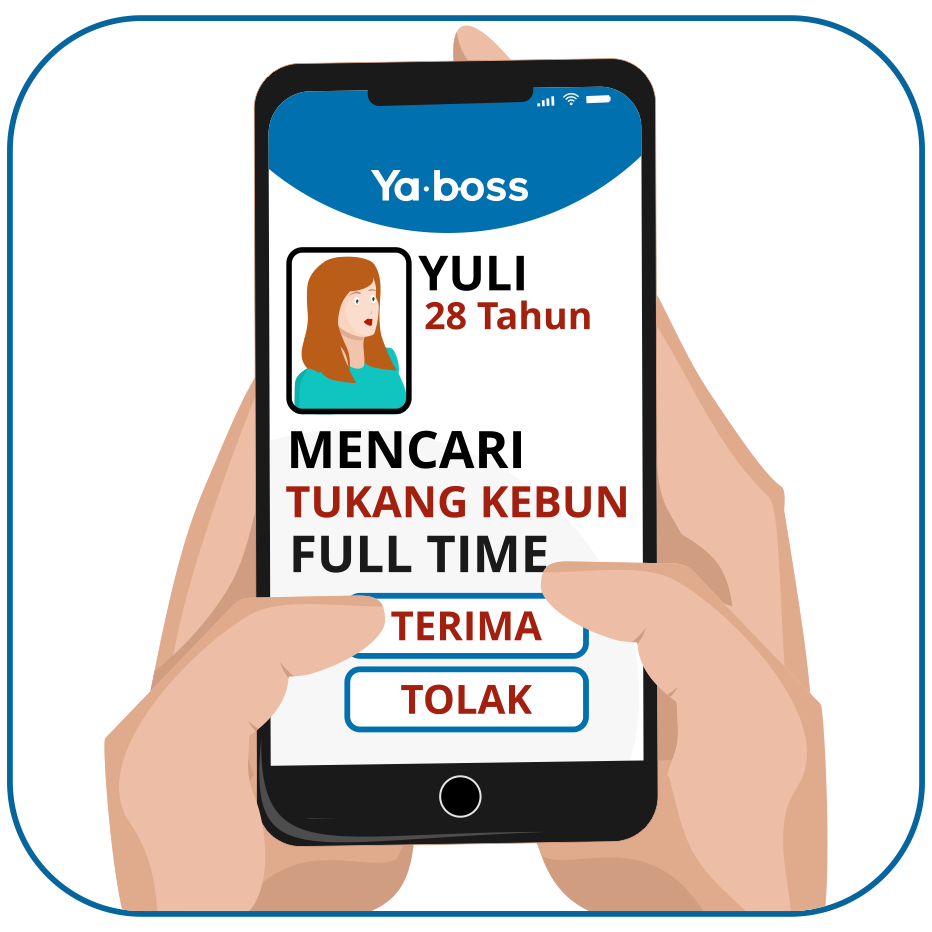 Ya·boss
YULI
28 Tahun
MENCARI
TUKANG KEBUN
FULL TIME
TERIMA
TOLAK